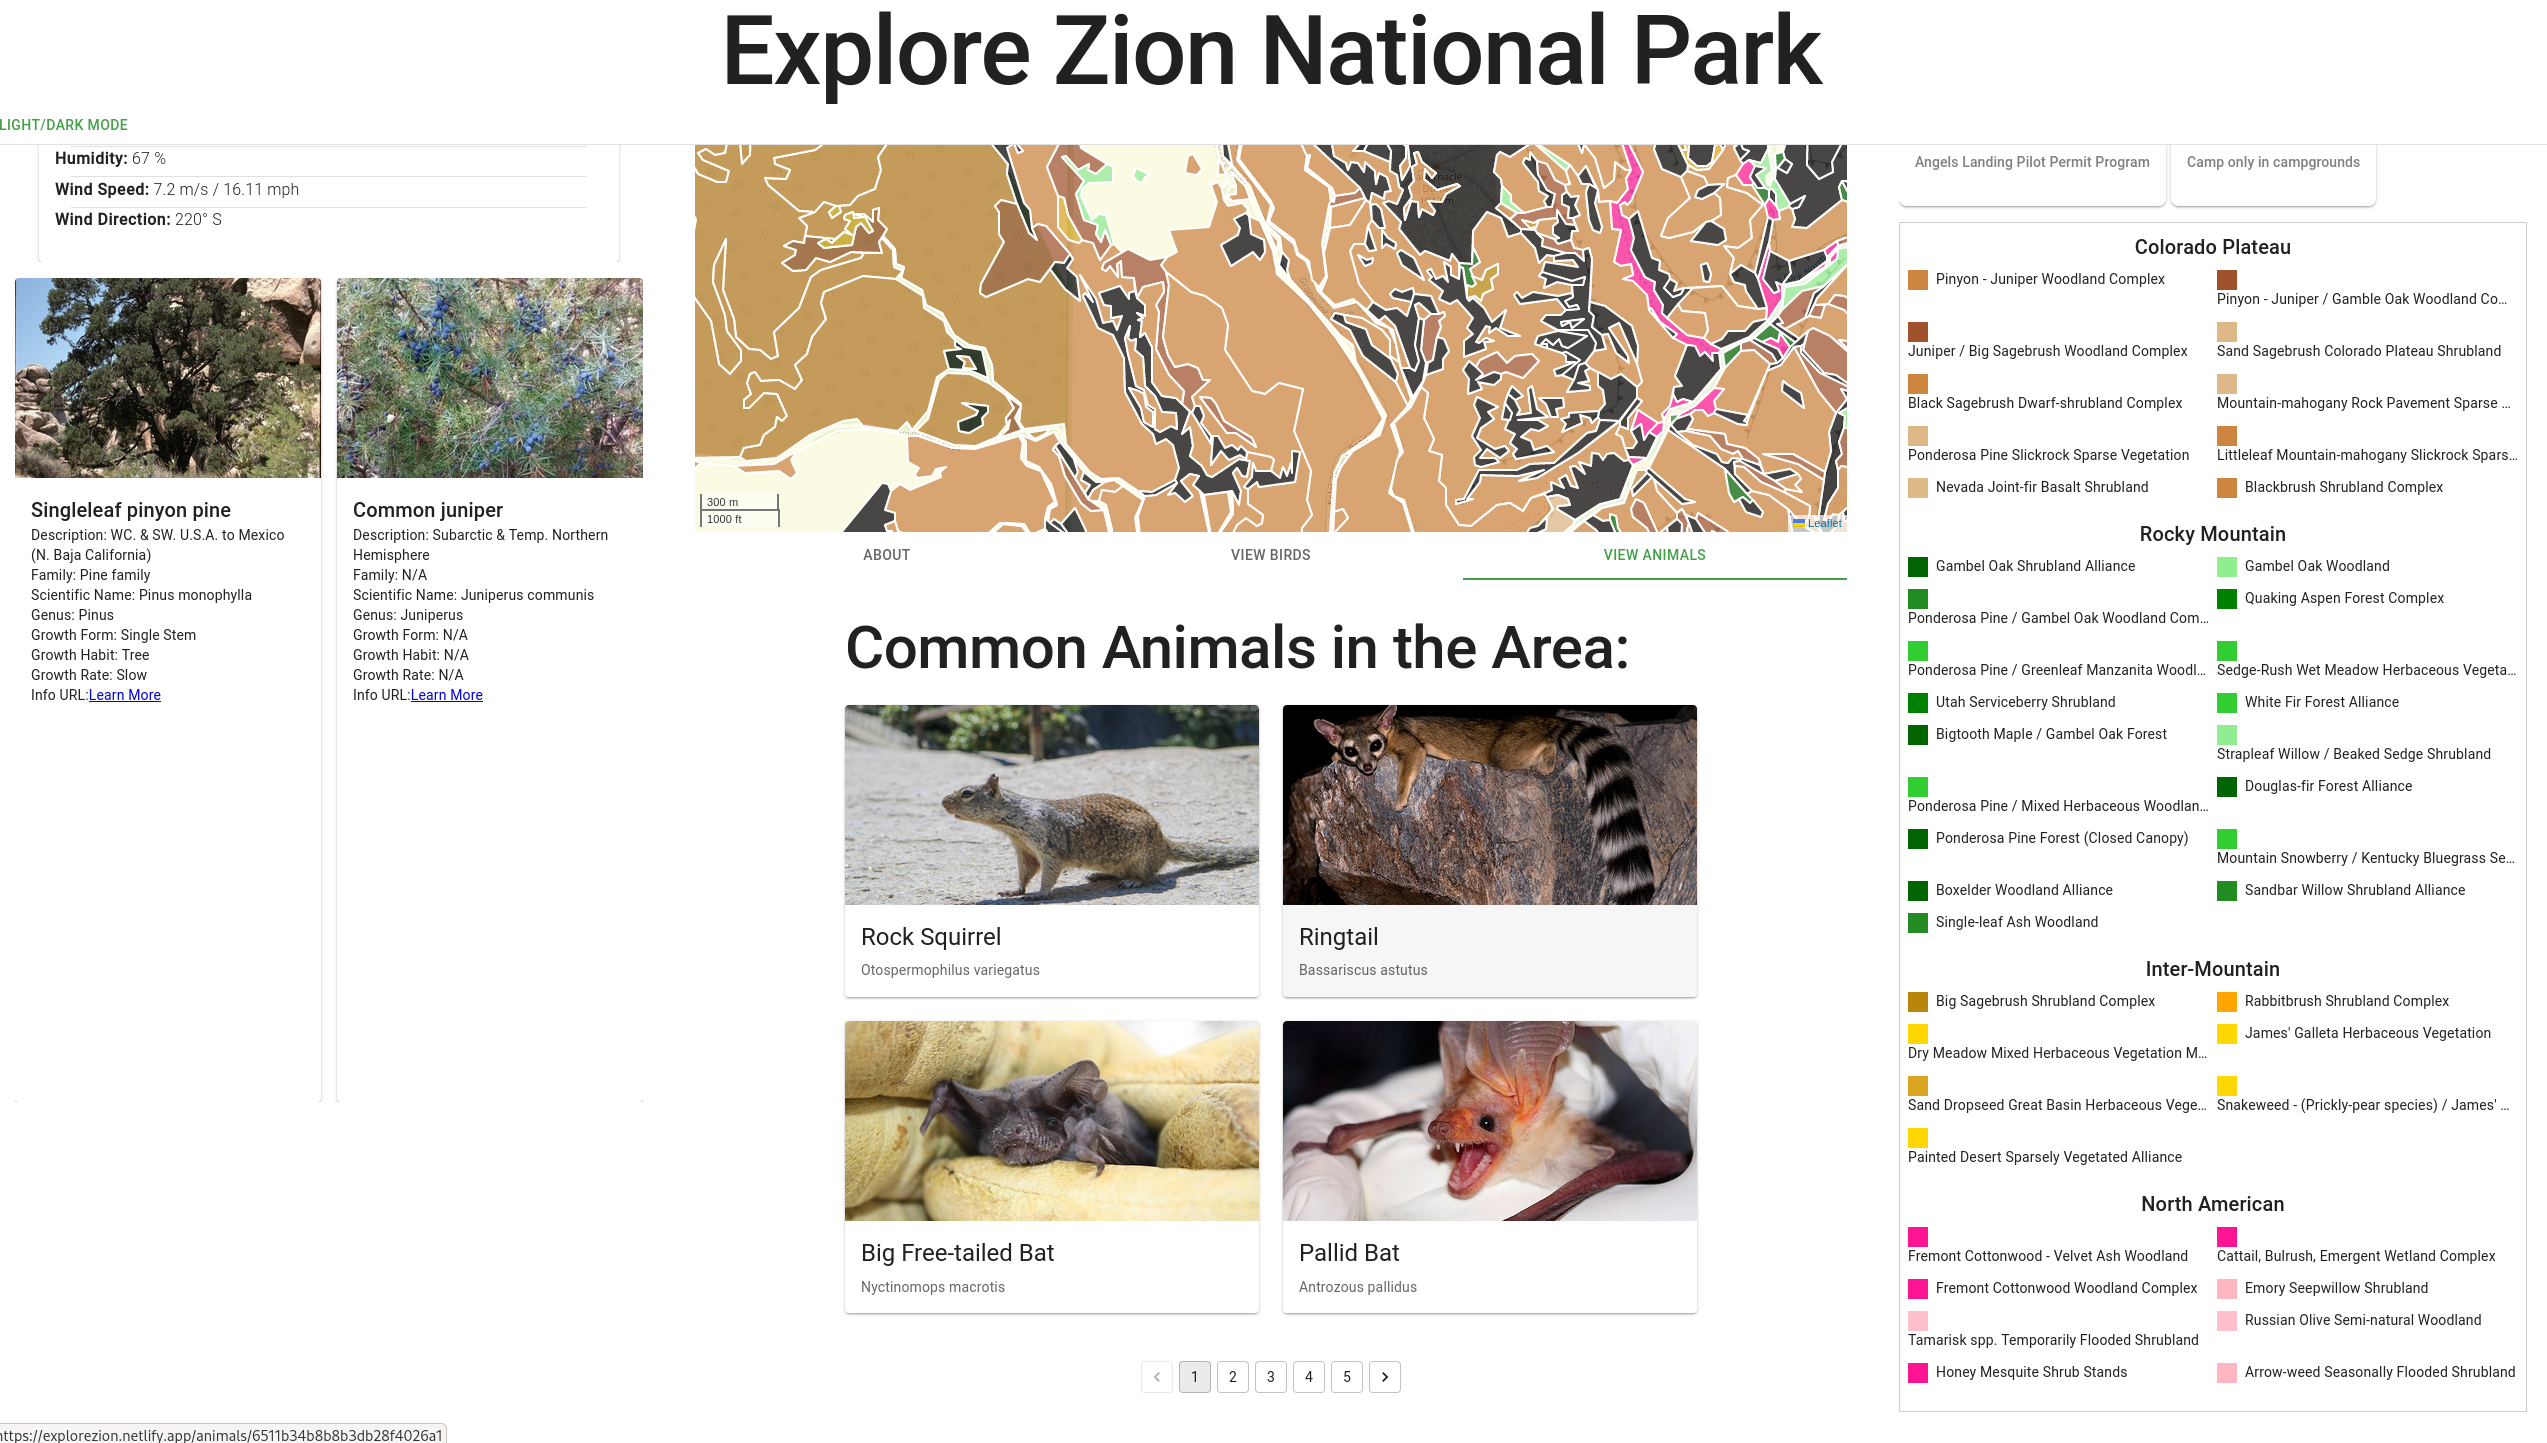 Explore Zion National Park
LIGHT/DARK MODE
Humidity: 67 %
Wind Speed: 7.2 m/s / 16.11 mph
Wind Direction: 220° S
Singleleaf pinyon pine
Description: WC. & SW. U.S.A. to Mexico
(N. Baja California)
Family: Pine family
Scientific Name: Pinus monophylla
Genus: Pinus
Growth Form: Single Stem
Growth Habit: Tree
Growth Rate: Slow
Info URL:Learn More
Common juniper
Description: Subarctic & Temp. Northern
Hemisphere
Family: N/A
Scientific Name: Juniperus communis
Genus: Juniperus
Growth Form: N/A
Growth Habit: N/A
Growth Rate: N/A
Info URL:Learn More
300 m
1000 ft
Leaflet
ABOUT
VIEW BIRDS
VIEW ANIMALS
Common Animals in the Area:
Rock Squirrel
Otospermophilus variegatus
Ringtail
Bassariscus astutus
Big Free-tailed Bat
Nyctinomops macrotis
Pallid Bat
Antrozous pallidus
1 2 3 4 5
Angels Landing Pilot Permit Program
Camp only in campgrounds
Colorado Plateau
Pinyon - Juniper Woodland Complex
Pinyon - Juniper / Gamble Oak Woodland Co...
Juniper / Big Sagebrush Woodland Complex
Sand Sagebrush Colorado Plateau Shrubland
Black Sagebrush Dwarf-shrubland Complex
Mountain-mahogany Rock Pavement Sparse ...
Ponderosa Pine Slickrock Sparse Vegetation
Littleleaf Mountain-mahogany Slickrock Spars...
Nevada Joint-fir Basalt Shrubland
Blackbrush Shrubland Complex
Rocky Mountain
Gambel Oak Shrubland Alliance
Gambel Oak Woodland
Ponderosa Pine / Gambel Oak Woodland Com...
Quaking Aspen Forest Complex
Ponderosa Pine / Greenleaf Manzanita Woodl...
Sedge-Rush Wet Meadow Herbaceous Vegeta...
Utah Serviceberry Shrubland
White Fir Forest Alliance
Bigtooth Maple / Gambel Oak Forest
Strapleaf Willow / Beaked Sedge Shrubland
Ponderosa Pine / Mixed Herbaceous Woodlan...
Douglas-fir Forest Alliance
Ponderosa Pine Forest (Closed Canopy)
Mountain Snowberry / Kentucky Bluegrass Se...
Boxelder Woodland Alliance
Sandbar Willow Shrubland Alliance
Single-leaf Ash Woodland
Inter-Mountain
Big Sagebrush Shrubland Complex
Rabbitbrush Shrubland Complex
Dry Meadow Mixed Herbaceous Vegetation M...
James' Galleta Herbaceous Vegetation
Sand Dropseed Great Basin Herbaceous Vege...
Snakeweed - (Prickly-pear species) / James' ...
Painted Desert Sparsely Vegetated Alliance
North American
Fremont Cottonwood - Velvet Ash Woodland
Cattail, Bulrush, Emergent Wetland Complex
Fremont Cottonwood Woodland Complex
Emory Seepwillow Shrubland
Tamarisk spp. Temporarily Flooded Shrubland
Russian Olive Semi-natural Woodland
Honey Mesquite Shrub Stands
Arrow-weed Seasonally Flooded Shrubland
https://explorezion.netlify.app/animals/6511b34b8b8b3db28f4026a1